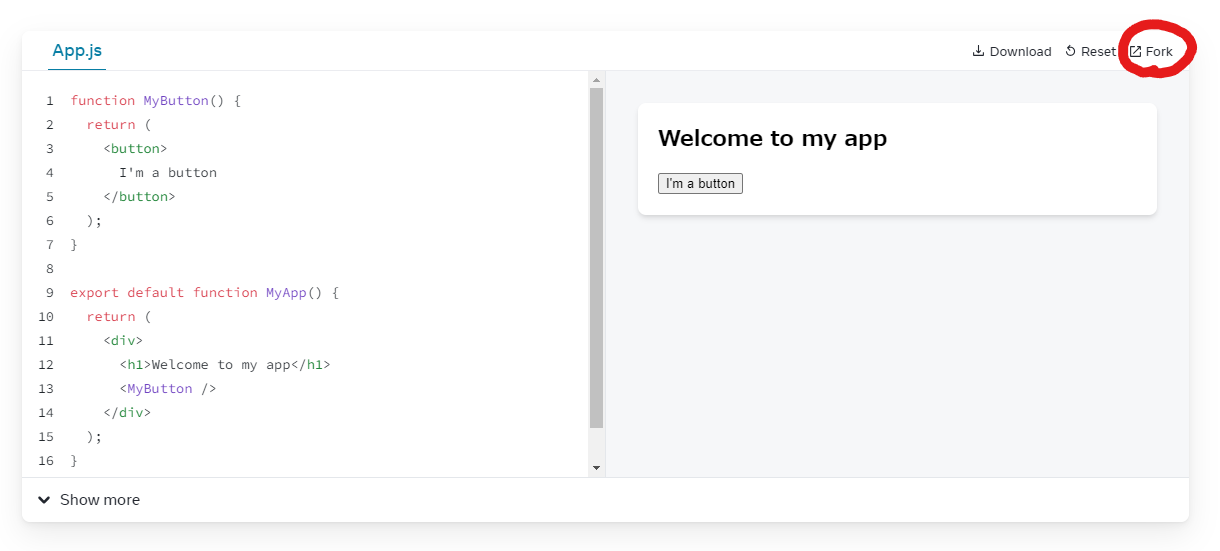 App.js
Download Reset Fork
1 function MyButton() {
2   return (
3     <button>
4       I'm a button
5     </button>
6   );
7 }
8
9 export default function MyApp() {
10   return (
11     <div>
12       <h1>Welcome to my app</h1>
13       <MyButton />
14     </div>
15   );
16 }
Welcome to my app
I'm a button
Show more